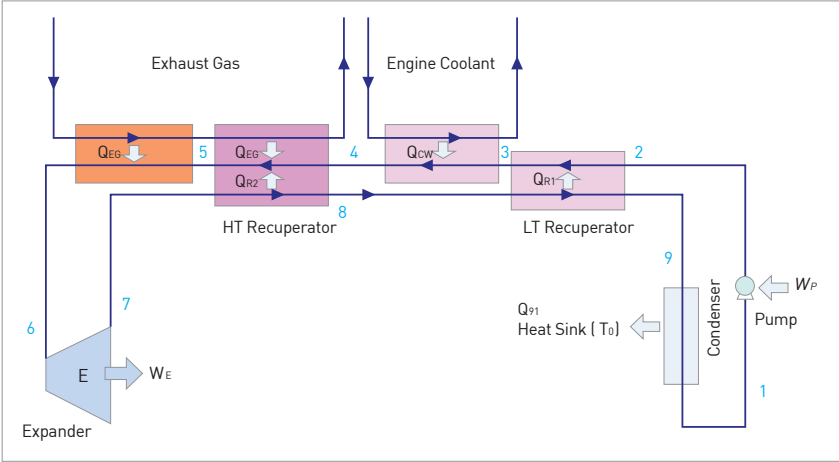 Exhaust Gas
Engine Coolant
QEG
5
QEG
4
QCW
3
2
QR2
QR1
8
HT Recuperator
LT Recuperator
9
7
6
Q91
Heat Sink ( T0)
Condenser
WP
Pump
E
WE
1
Expander